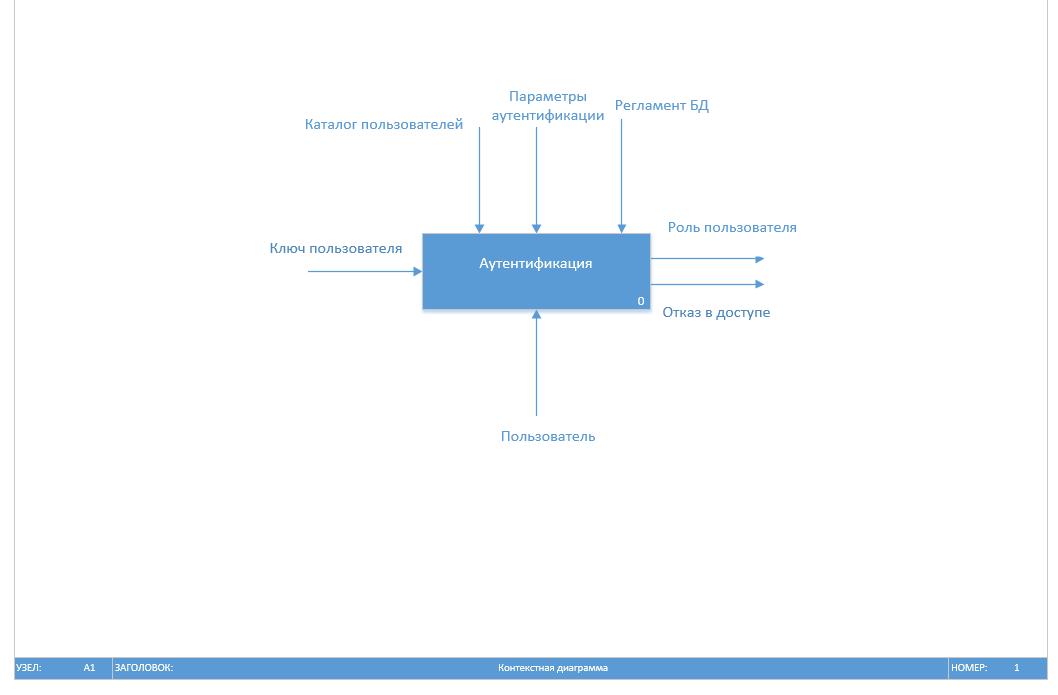 Параметры
аутентификации
Регламент БД
Каталог пользователей
Роль пользователя
Ключ пользователя
Аутентификация
0
Отказ в доступе
Пользователь
УЗЕЛ: A1 ЗАГОЛОВОК: Контекстная диаграмма НОМЕР: 1